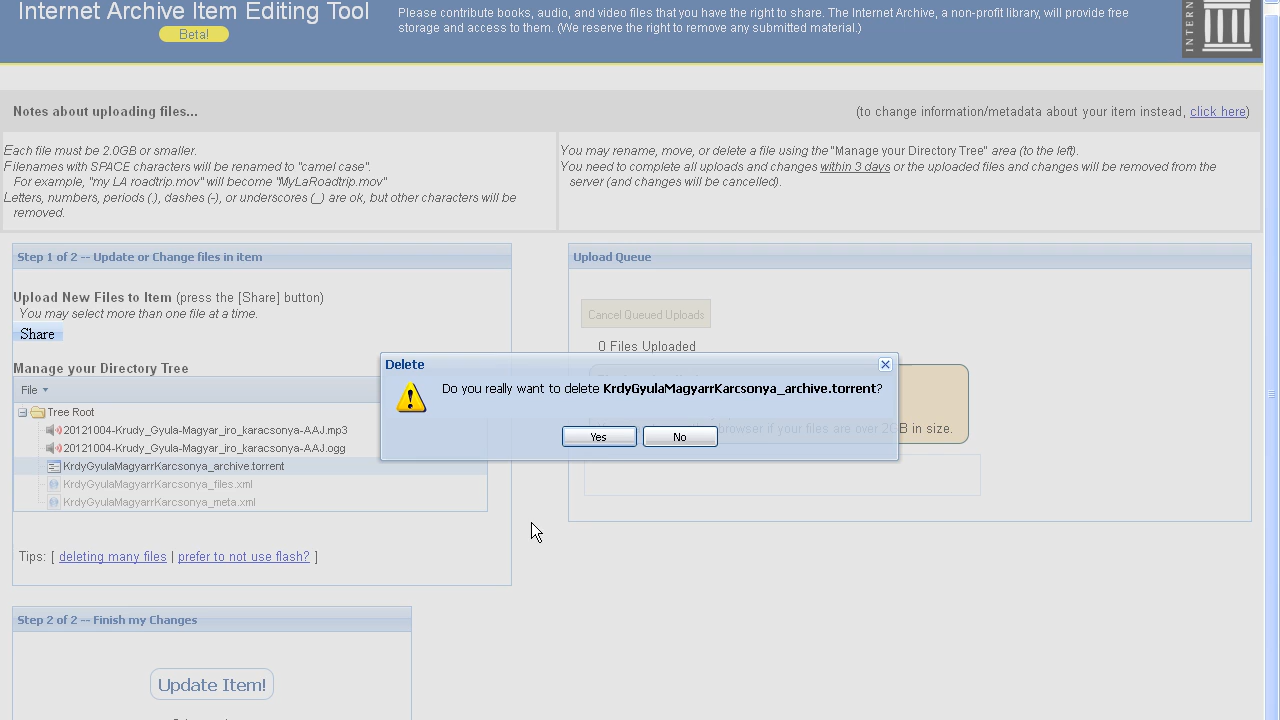 Internet Archive Item Editing Tool
Beta!
Please contribute books, audio, and video files that you have the right to share. The Internet Archive, a non-profit library, will provide free
storage and access to them. (We reserve the right to remove any submitted material.)
INTERN
Notes about uploading files...
(to change information/metadata about your item instead, click here)
Each file must be 2.0GB or smaller.
Filenames with SPACE characters will be renamed to "camel case".
For example, "my LA roadtrip.mov" will become "MyLaRoadtrip.mov"
Letters, numbers, periods (.), dashes (-), or underscores (_) are ok, but other characters will be
removed.
You may rename, move, or delete a file using the "Manage your Directory Tree" area (to the left).
You need to complete all uploads and changes within 3 days or the uploaded files and changes will be removed from the
server (and changes will be cancelled).
Step 1 of 2 -- Update or Change files in item
Upload New Files to Item (press the [Share] button)
You may select more than one file at a time.
Share
Manage your Directory Tree
File
Tree Root
20121004-Krudy_Gyula-Magyar_iro_karacsonya-AAJ.mp3
20121004-Krudy_Gyula-Magyar_iro_karacsonya-AAJ.ogg
KrdyGyulaMagyarrKarcsonya_archive.torrent
KrdyGyulaMagyarrKarcsonya_files.xml
KrdyGyulaMagyarrKarcsonya_meta.xml
Tips: [ deleting many files | prefer to not use flash? ]
Upload Queue
Cancel Queued Uploads
0 Files Uploaded
browser if your files are over 2GB in size.
Delete
Do you really want to delete KrdyGyulaMagyarrKarcsonya_archive.torrent?
Yes
No
Step 2 of 2 -- Finish my Changes
Update Item!